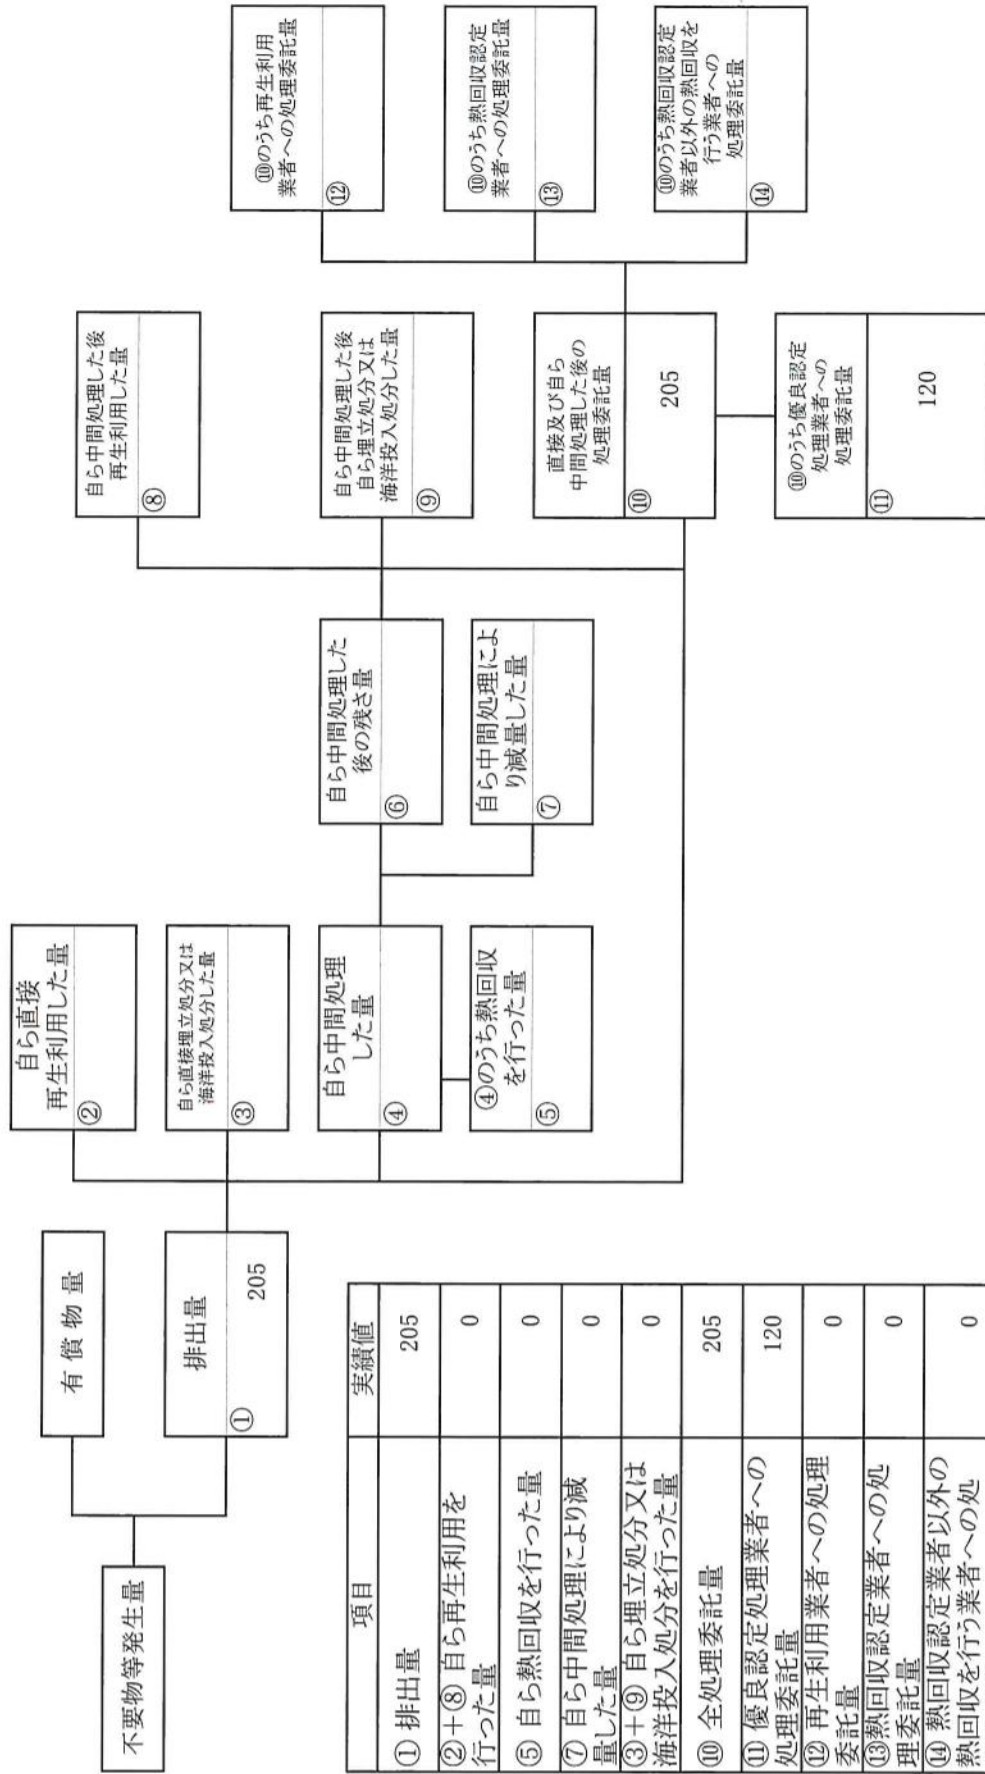 不要物等発生量
有償物量
排出量
①
205
自ら直接
再生利用した量
②
自ら直接埋立処分又は
海洋投入処分した量
③
自ら中間処理
した量
④
④のうち熱回収
を行った量
⑤
自ら中間処理した
後の残さ量
⑥
自ら中間処理によ
り減量した量
⑦
自ら中間処理した後
再生利用した量
⑧
自ら中間処理した後
自ら埋立処分又は
海洋投入処分した量
⑨
直接及び自ら
中間処理した後の
処理委託量
⑩
205
⑩のうち優良認定
処理業者への
処理委託量
⑪
120
⑩のうち再生利用
業者への処理委託量
⑫
⑩のうち熱回収認定
業者への処理委託量
⑬
⑩のうち熱回収認定
業者以外の熱回収を
行う業者への
処理委託量
⑭
項目 実績値
① 排出量 205
②+⑧ 自ら再生利用を
行った量 0
⑤ 自ら熱回収を行った量 0
⑦ 自ら中間処理により減
量した量 0
③+⑨ 自ら埋立処分又は
海洋投入処分を行った量 0
⑩ 全処理委託量 205
⑪ 優良認定処理業者への
処理委託量 120
⑫ 再生利用業者への処理
委託量 0
⑬熱回収認定業者への処
理委託量 0
⑭ 熱回収認定業者以外の
熱回収を行う業者への処 0